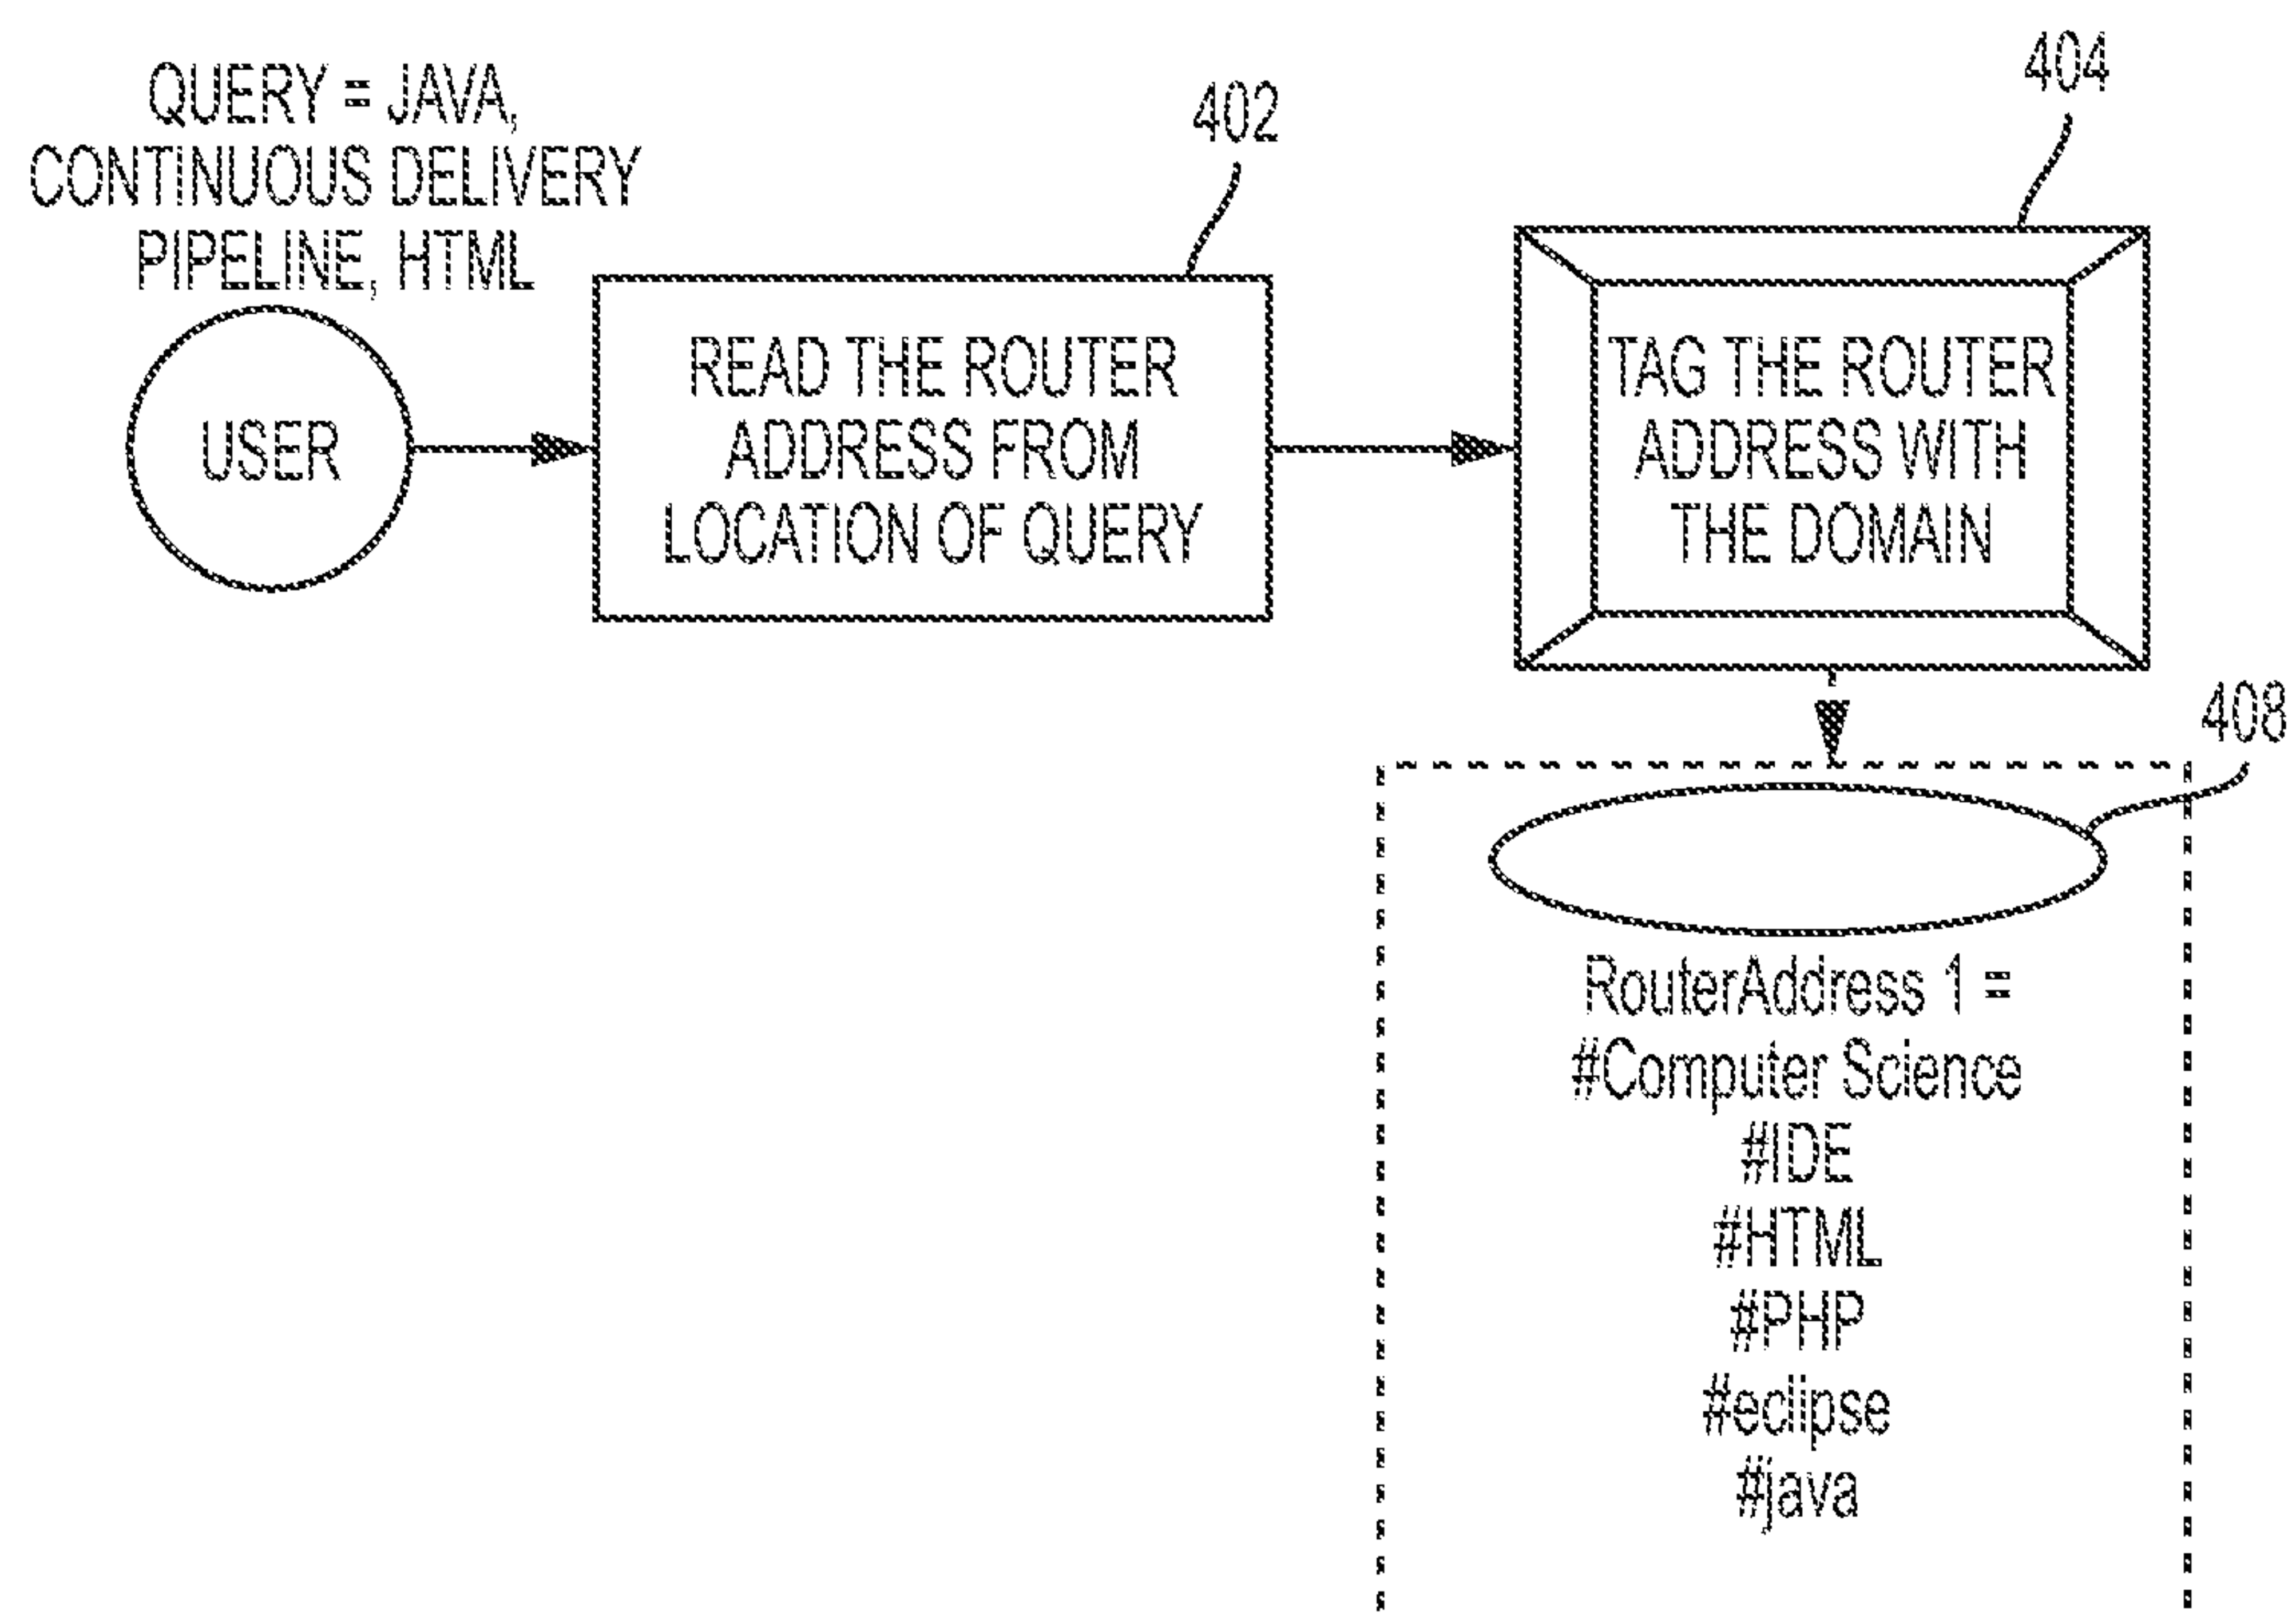 QUERY = JAVA,
CONTINUOUS DELIVERY
PIPELINE, HTML
USER
402
READ THE ROUTER
ADDRESS FROM
LOCATION OF QUERY
404
TAG THE ROUTER
ADDRESS WITH
THE DOMAIN
408
RouterAddress 1 =
#Computer Science
#IDE
#HTML
#PHP
#eclipse
#java